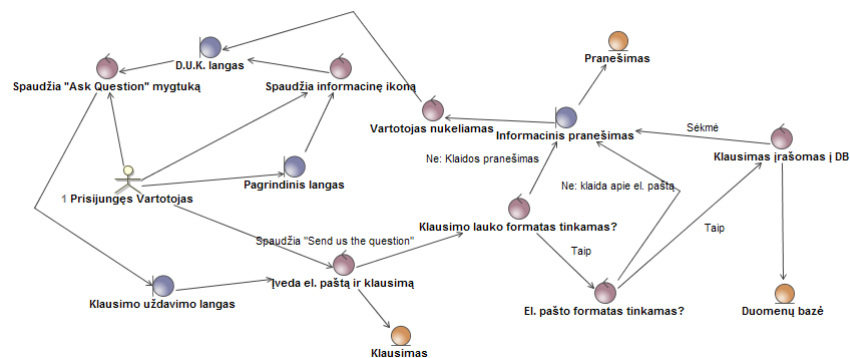 Pranešimas
D.U.K. langas
Spaudžia "Ask Question" mygtuką
Spaudžia informacinę ikoną
Vartotojas nukeliamas
Informacinis pranešimas
Sėkmė
Klausimas įrašomas į DB
Ne: Klaidos pranešimas
Pagrindinis langas
Ne: klaida apie el. paštą
1 Prisijungęs Vartotojas
Klausimo lauko formatas tinkamas?
Taip
Spaudžia "Send us the question"
Taip
Įveda el. paštą ir klausimą
Klausimo uždavimo langas
El. pašto formatas tinkamas?
Duomenų bazė
Klausimas